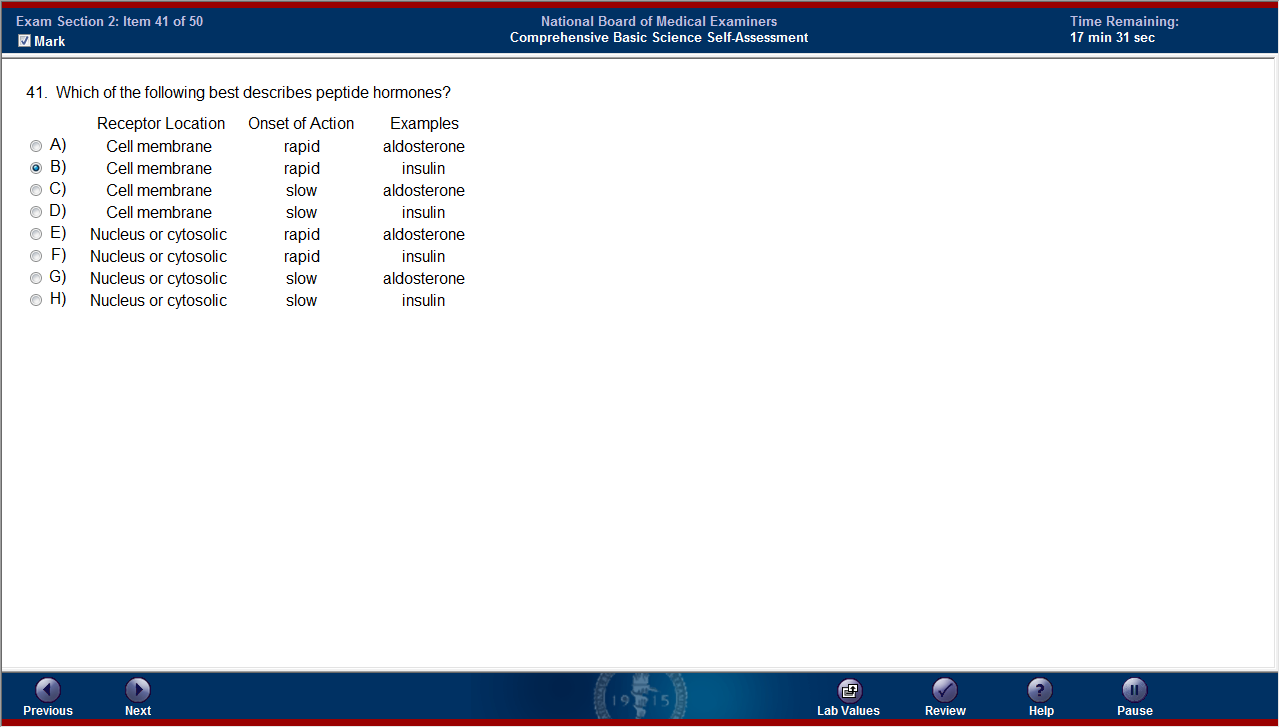 Exam Section 2: Item 41 of 50
National Board of Medical Examiners
Time Remaining:
Mark
Comprehensive Basic Science Self-Assessment
17 min 31 sec
41. Which of the following best describes peptide hormones?
Receptor Location Onset of Action Examples
A) Cell membrane rapid aldosterone
B) Cell membrane rapid insulin
C) Cell membrane slow aldosterone
D) Cell membrane slow insulin
E) Nucleus or cytosolic rapid aldosterone
F) Nucleus or cytosolic rapid insulin
G) Nucleus or cytosolic slow aldosterone
H) Nucleus or cytosolic slow insulin
19 15
Previous Next Lab Values Review Help Pause